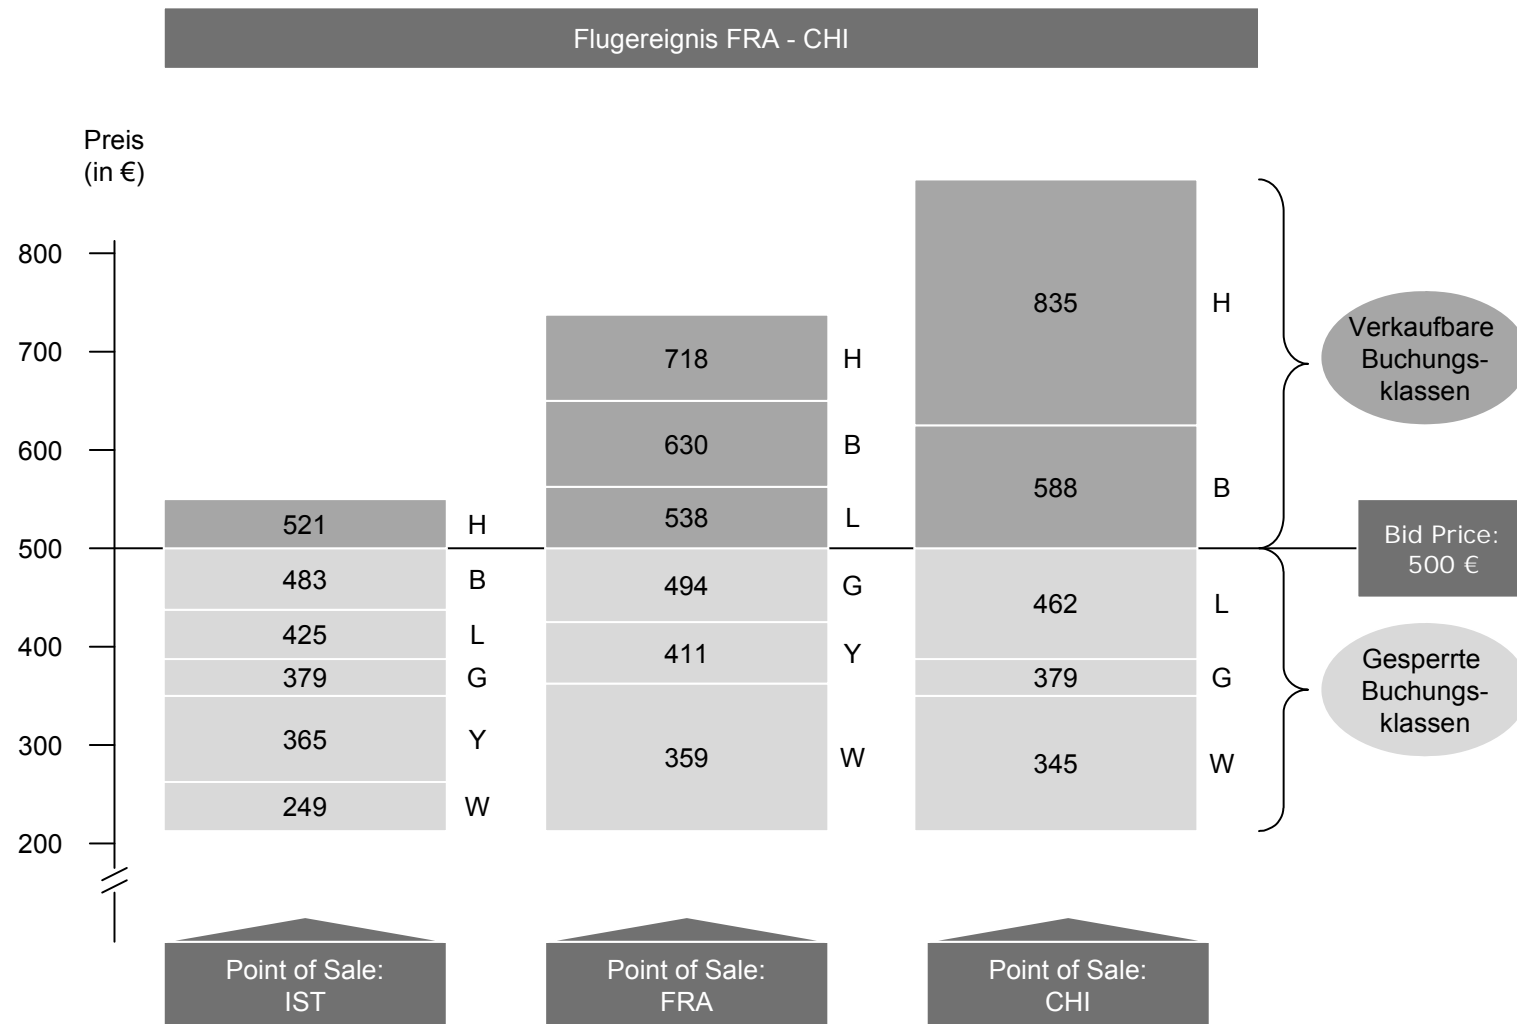 Flugereignis FRA - CHI
Preis
(in €)
800
700
600
500
400
300
200
521 H
483 B
425 L
379 G
365 Y
249 W
718 H
630 B
538 L
494 G
411 Y
359 W
835 H
588 B
462 L
379 G
345 W
Verkaufbare
Buchungs-
klassen
Bid Price:
500 €
Gesperrte
Buchungs-
klassen
Point of Sale:
IST
Point of Sale:
FRA
Point of Sale:
CHI